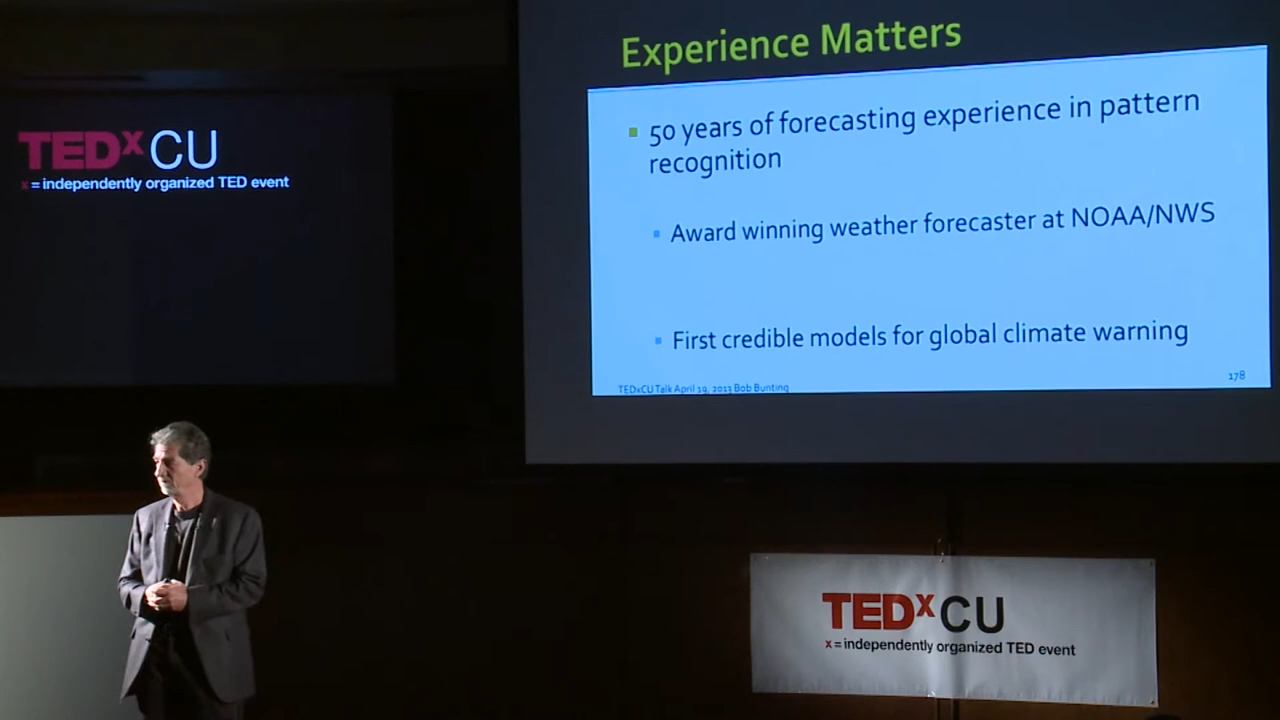 TEDxCU
x = independently organized TED event
Experience Matters
50 years of forecasting experience in pattern
recognition
Award winning weather forecaster at NOAA/NWS
First credible models for global climate warning
TEDxCU Talk April 19, 2013 Bob Bunting
178
TEDxCU
x = independently organized TED event